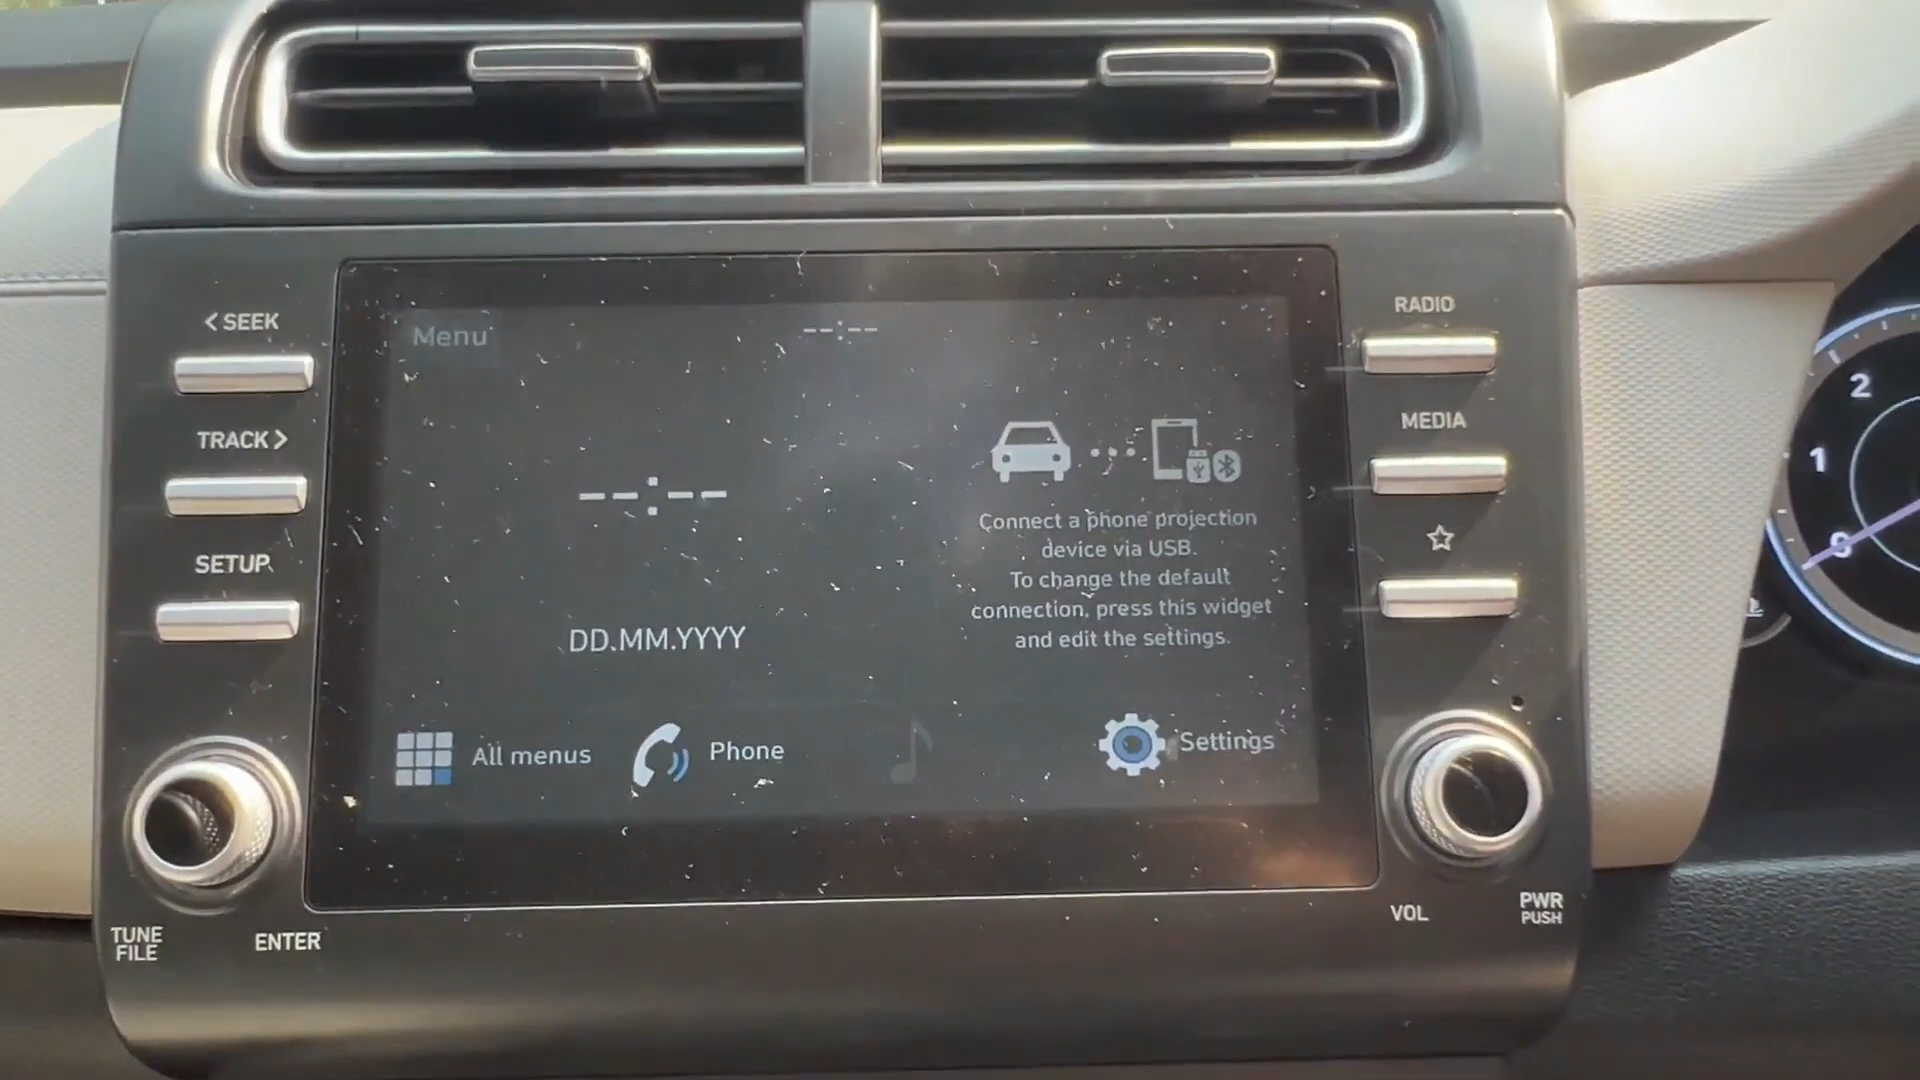 < SEEK
TRACK >
SETUP
TUNE
FILE
ENTER
Menu
--:--
--:--
DD.MM.YYYY
Connect a phone projection
device via USB.
To change the default
connection, press this widget
and edit the settings.
All menus
Phone
Settings
RADIO
MEDIA
VOL
PWR
PUSH
2
1
0